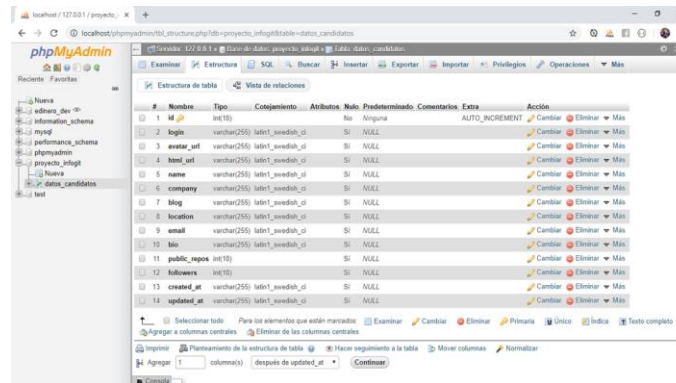 localhost / 127.0.0.1 / proyecto_
localhost/phpmyadmin/tbl_structure.php?db=proyecto_infogit&table=datos_candidatos
phpMyAdmin
Reciente Favoritas
Nueva
edinero_dev
information_schema
mysql
performance_schema
phpmyadmin
proyecto_infogit
Nueva
datos_candidatos
test
Servidor: 127.0.0.1 » Base de datos: proyecto_infogit » Tabla: datos_candidatos
Examinar Estructura SQL Buscar Insertar Exportar Importar Privilegios Operaciones Más
Estructura de tabla Vista de relaciones
# Nombre Tipo Cotejamiento Atributos Nulo Predeterminado Comentarios Extra Acción
1 id int(10) No Ninguna AUTO_INCREMENT Cambiar Eliminar Más
2 login varchar(255) latin1_swedish_ci Sí NULL Cambiar Eliminar Más
3 avatar_url varchar(255) latin1_swedish_ci Sí NULL Cambiar Eliminar Más
4 html_url varchar(255) latin1_swedish_ci Sí NULL Cambiar Eliminar Más
5 name varchar(255) latin1_swedish_ci Sí NULL Cambiar Eliminar Más
6 company varchar(255) latin1_swedish_ci Sí NULL Cambiar Eliminar Más
7 blog varchar(255) latin1_swedish_ci Sí NULL Cambiar Eliminar Más
8 location varchar(255) latin1_swedish_ci Sí NULL Cambiar Eliminar Más
9 email varchar(255) latin1_swedish_ci Sí NULL Cambiar Eliminar Más
10 bio varchar(255) latin1_swedish_ci Sí NULL Cambiar Eliminar Más
11 public_repos int(10) Sí NULL Cambiar Eliminar Más
12 followers int(10) Sí NULL Cambiar Eliminar Más
13 created_at varchar(255) latin1_swedish_ci Sí NULL Cambiar Eliminar Más
14 updated_at varchar(255) latin1_swedish_ci Sí NULL Cambiar Eliminar Más
Seleccionar todo Para los elementos que están marcados: Examinar Cambiar Eliminar Primaria Único Índice Texto completo
Agregar a columnas centrales Eliminar de las columnas centrales
Imprimir Planteamiento de la estructura de tabla Hacer seguimiento a la tabla Mover columnas Normalizar
Agregar 1 columna(s) después de updated_at Continuar
Consola